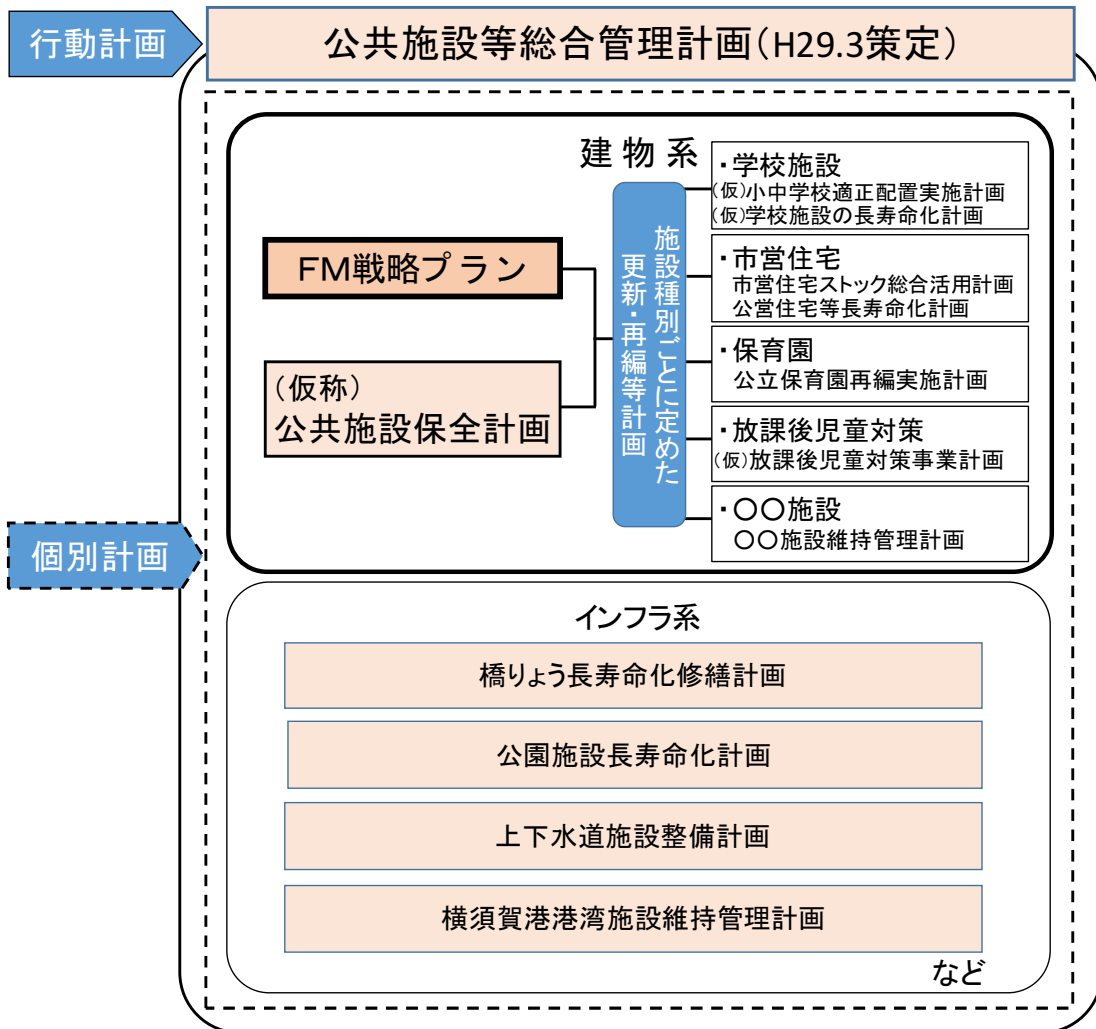 行動計画
公共施設等総合管理計画(H29.3策定)
建物系
FM戦略プラン
(仮称)
公共施設保全計画
施設種別ごとに定めた
更新・再編等計画
・学校施設
(仮)小中学校適正配置実施計画
(仮)学校施設の長寿命化計画
・市営住宅
市営住宅ストック総合活用計画
公営住宅等長寿命化計画
・保育園
公立保育園再編実施計画
・放課後児童対策
(仮)放課後児童対策事業計画
・〇〇施設
〇〇施設維持管理計画
個別計画
インフラ系
橋りょう長寿命化修繕計画
公園施設長寿命化計画
上下水道施設整備計画
横須賀港港湾施設維持管理計画
など